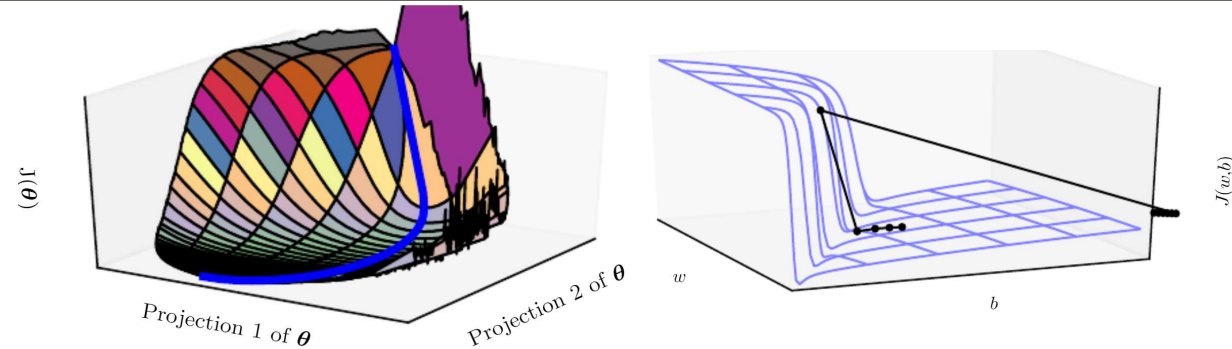 J(θ)
Projection 1 of θ
Projection 2 of θ
w
b
J(w,b)